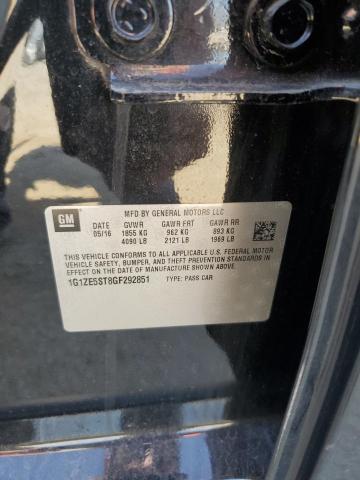 GM
MFD BY GENERAL MOTORS LLC
DATE GVWR GAWR FRT GAWR RR
05/16 1855 KG 962 KG 893 KG
4090 LB 2121 LB 1969 LB
THIS VEHICLE CONFORMS TO ALL APPLICABLE U.S. FEDERAL MOTOR
VEHICLE SAFETY, BUMPER, AND THEFT PREVENTION STANDARDS IN
EFFECT ON THE DATE OF MANUFACTURE SHOWN ABOVE.
1G1ZE5ST8GF292851 TYPE: PASS CAR